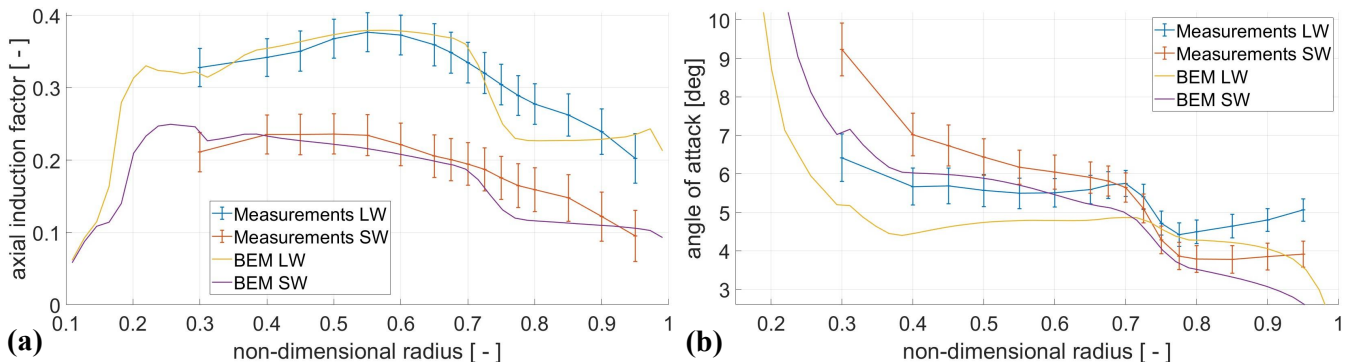 0.4
0.3
0.2
0.1
0
axial induction factor [ - ]
Measurements LW
Measurements SW
BEM LW
BEM SW
0.1 0.2 0.3 0.4 0.5 0.6 0.7 0.8 0.9 1
non-dimensional radius [ - ]
(a)
10
9
8
7
6
5
4
3
angle of attack [deg]
Measurements LW
Measurements SW
BEM LW
BEM SW
0.2 0.3 0.4 0.5 0.6 0.7 0.8 0.9 1
non-dimensional radius [ - ]
(b)